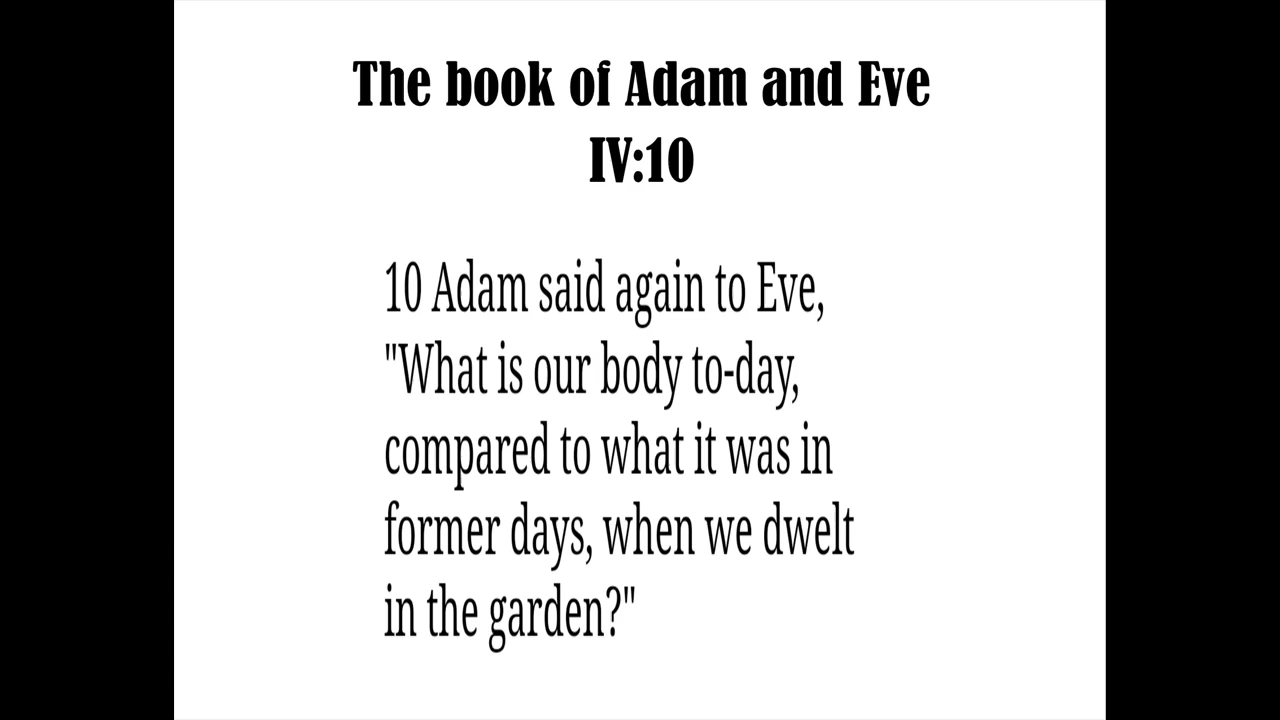 The book of Adam and Eve
IV:10
10 Adam said again to Eve,
"What is our body to-day,
compared to what it was in
former days, when we dwelt
in the garden?"